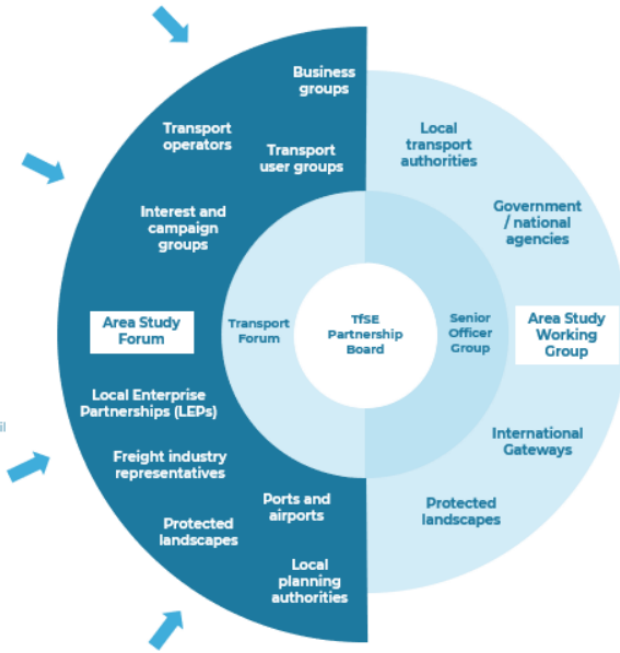 Business
groups
Transport
operators
Transport
user groups
Interest and
campaign
groups
Area Study
Forum
Local Enterprise
Partnerships (LEPs)
Freight industry
representatives
Protected
landscapes
Ports and
airports
Local
planning
authorities
Transport
Forum
TfSE
Partnership
Board
Senior
Officer
Group
Local
transport
authorities
Government
/ national
agencies
Area Study
Working
Group
International
Gateways
Protected
landscapes